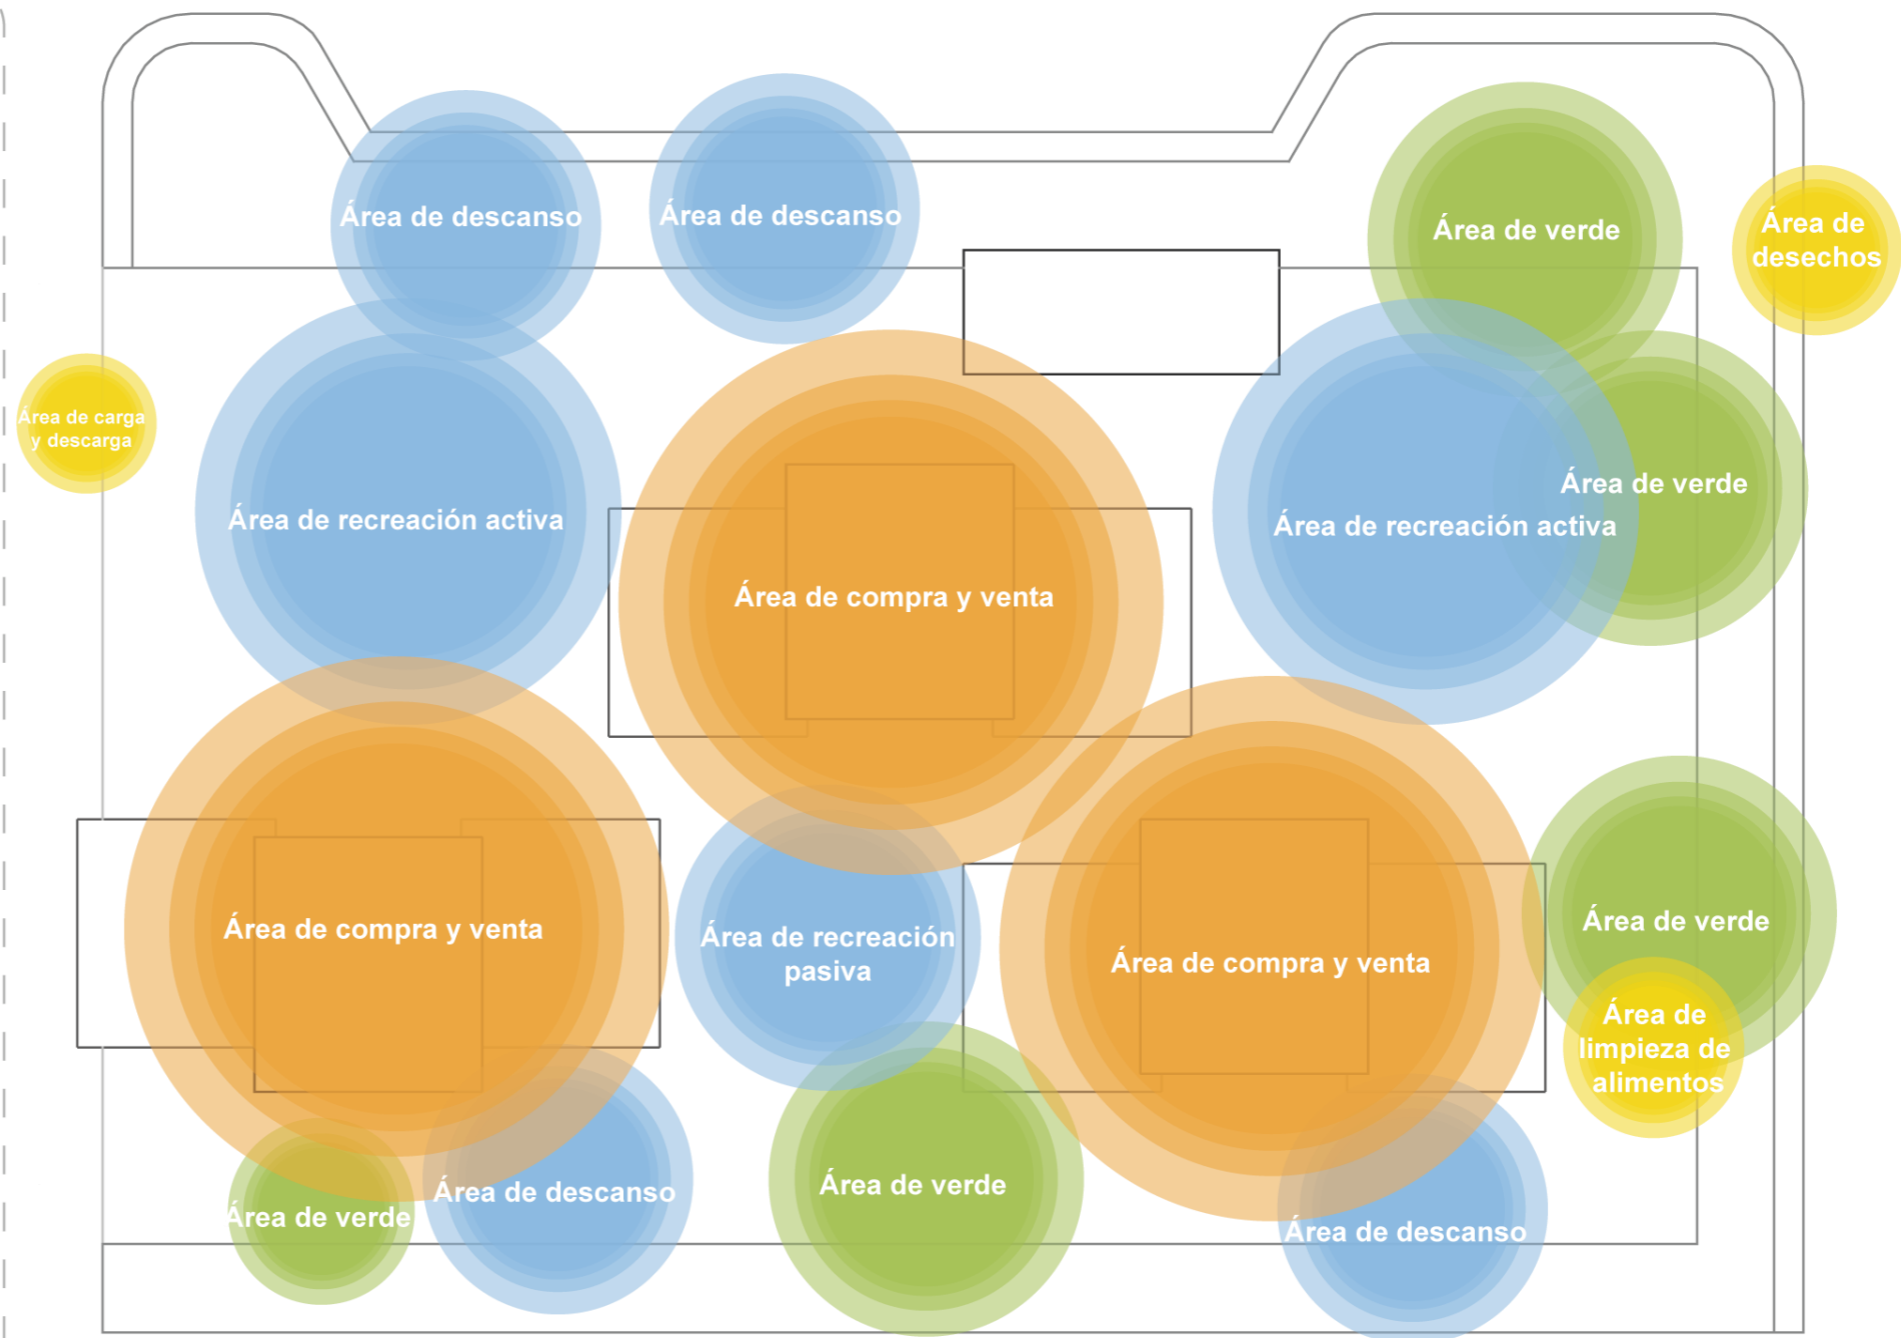 Área de descanso
Área de descanso
Área de verde
Área de
desechos
Área de carga
y descarga
Área de recreación activa
Área de verde
Área de recreación activa
Área de compra y venta
Área de compra y venta
Área de recreación
pasiva
Área de compra y venta
Área de verde
Área de
limpieza de
alimentos
Área de verde
Área de descanso
Área de verde
Área de descanso